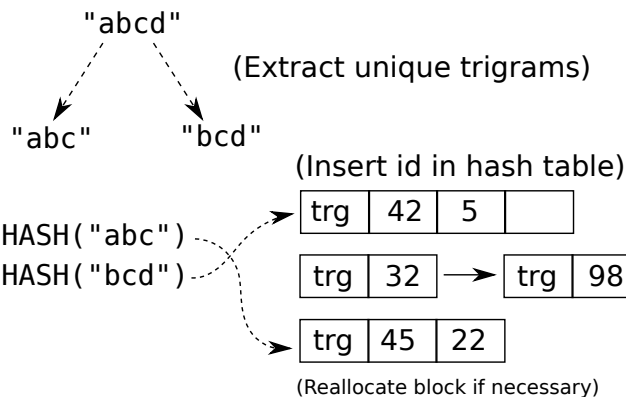 "abcd"
(Extract unique trigrams)
"abc" "bcd"
(Insert id in hash table)
trg 42 5
HASH("abc")
HASH("bcd")
trg 32 trg 98
trg 45 22
(Reallocate block if necessary)